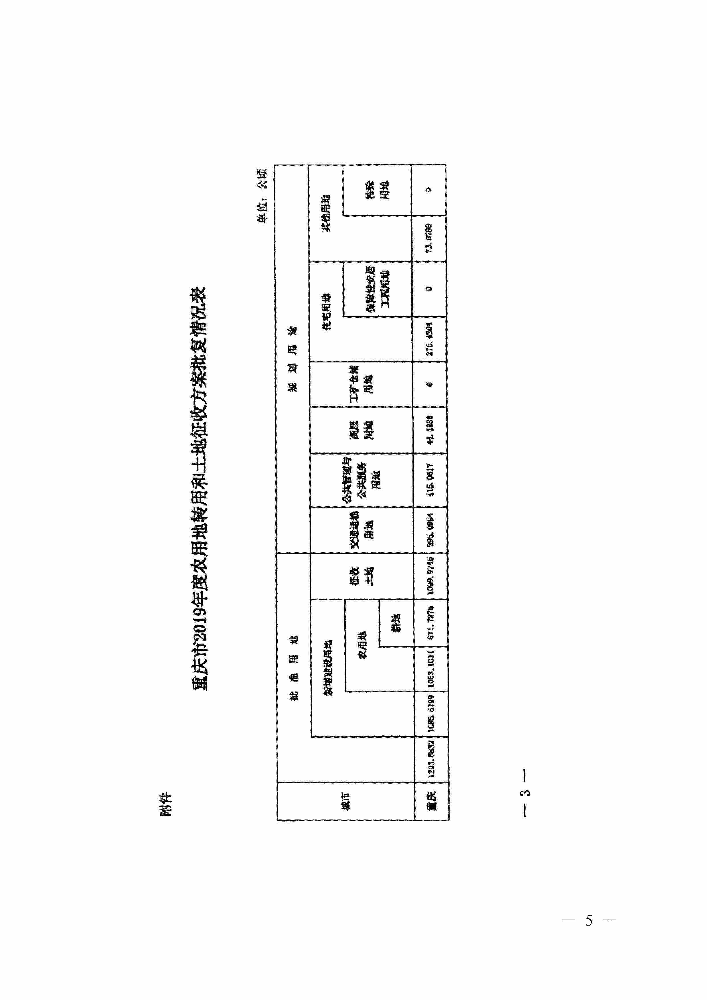 附件
重庆市2019年度农用地转用和土地征收方案批复情况表
单位：公顷
城市
批准用地
规划用途
新增建设用地
征收
土地
交通运输
用地
公共管理与
公共服务
用地
商服
用地
工矿仓储
用地
住宅用地
其他用地
农用地
保障性安居
工程用地
特殊
用地
耕地
重庆 1203.6832 1085.6199 1063.1011 671.7275 1099.9745 395.0994 415.0617 44.4288 0 275.4204 0 73.6789 0
— 3 —
— 5 —